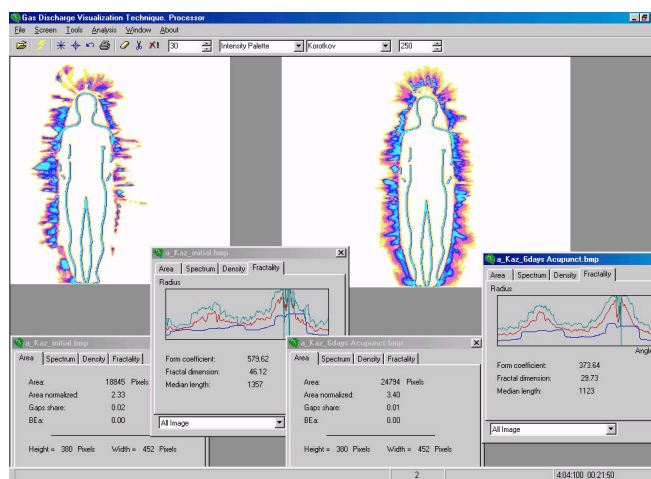 Gas Discharge Visualization Technique. Processor
File Screen Tools Analysis Window About
30 Intensity Palette Korotkov 250
a_Kaz_initial.bmp
Area Spectrum Density Fractality
Radius
Form coefficient: 579.62
Fractal dimension: 46.12
Median length: 1357
All Image
a_Kaz_6days Acupunct.bmp
Area Spectrum Density Fractality
Radius
Angle
Form coefficient: 373.64
Fractal dimension: 29.73
Median length: 1123
All Image
a_Kaz_initial.bmp
Area Spectrum Density Fractality
Area: 18845 Pixels
Area normalized: 2.33
Gaps share: 0.02
BEa: 0.00
Height = 380 Pixels Width = 452 Pixels
a_Kaz_6days Acupunct.bmp
Area Spectrum Density Fractality
Area: 24794 Pixels
Area normalized: 3.40
Gaps share: 0.01
BEa: 0.00
Height = 380 Pixels Width = 452 Pixels
2 4:04:100 00:21:50